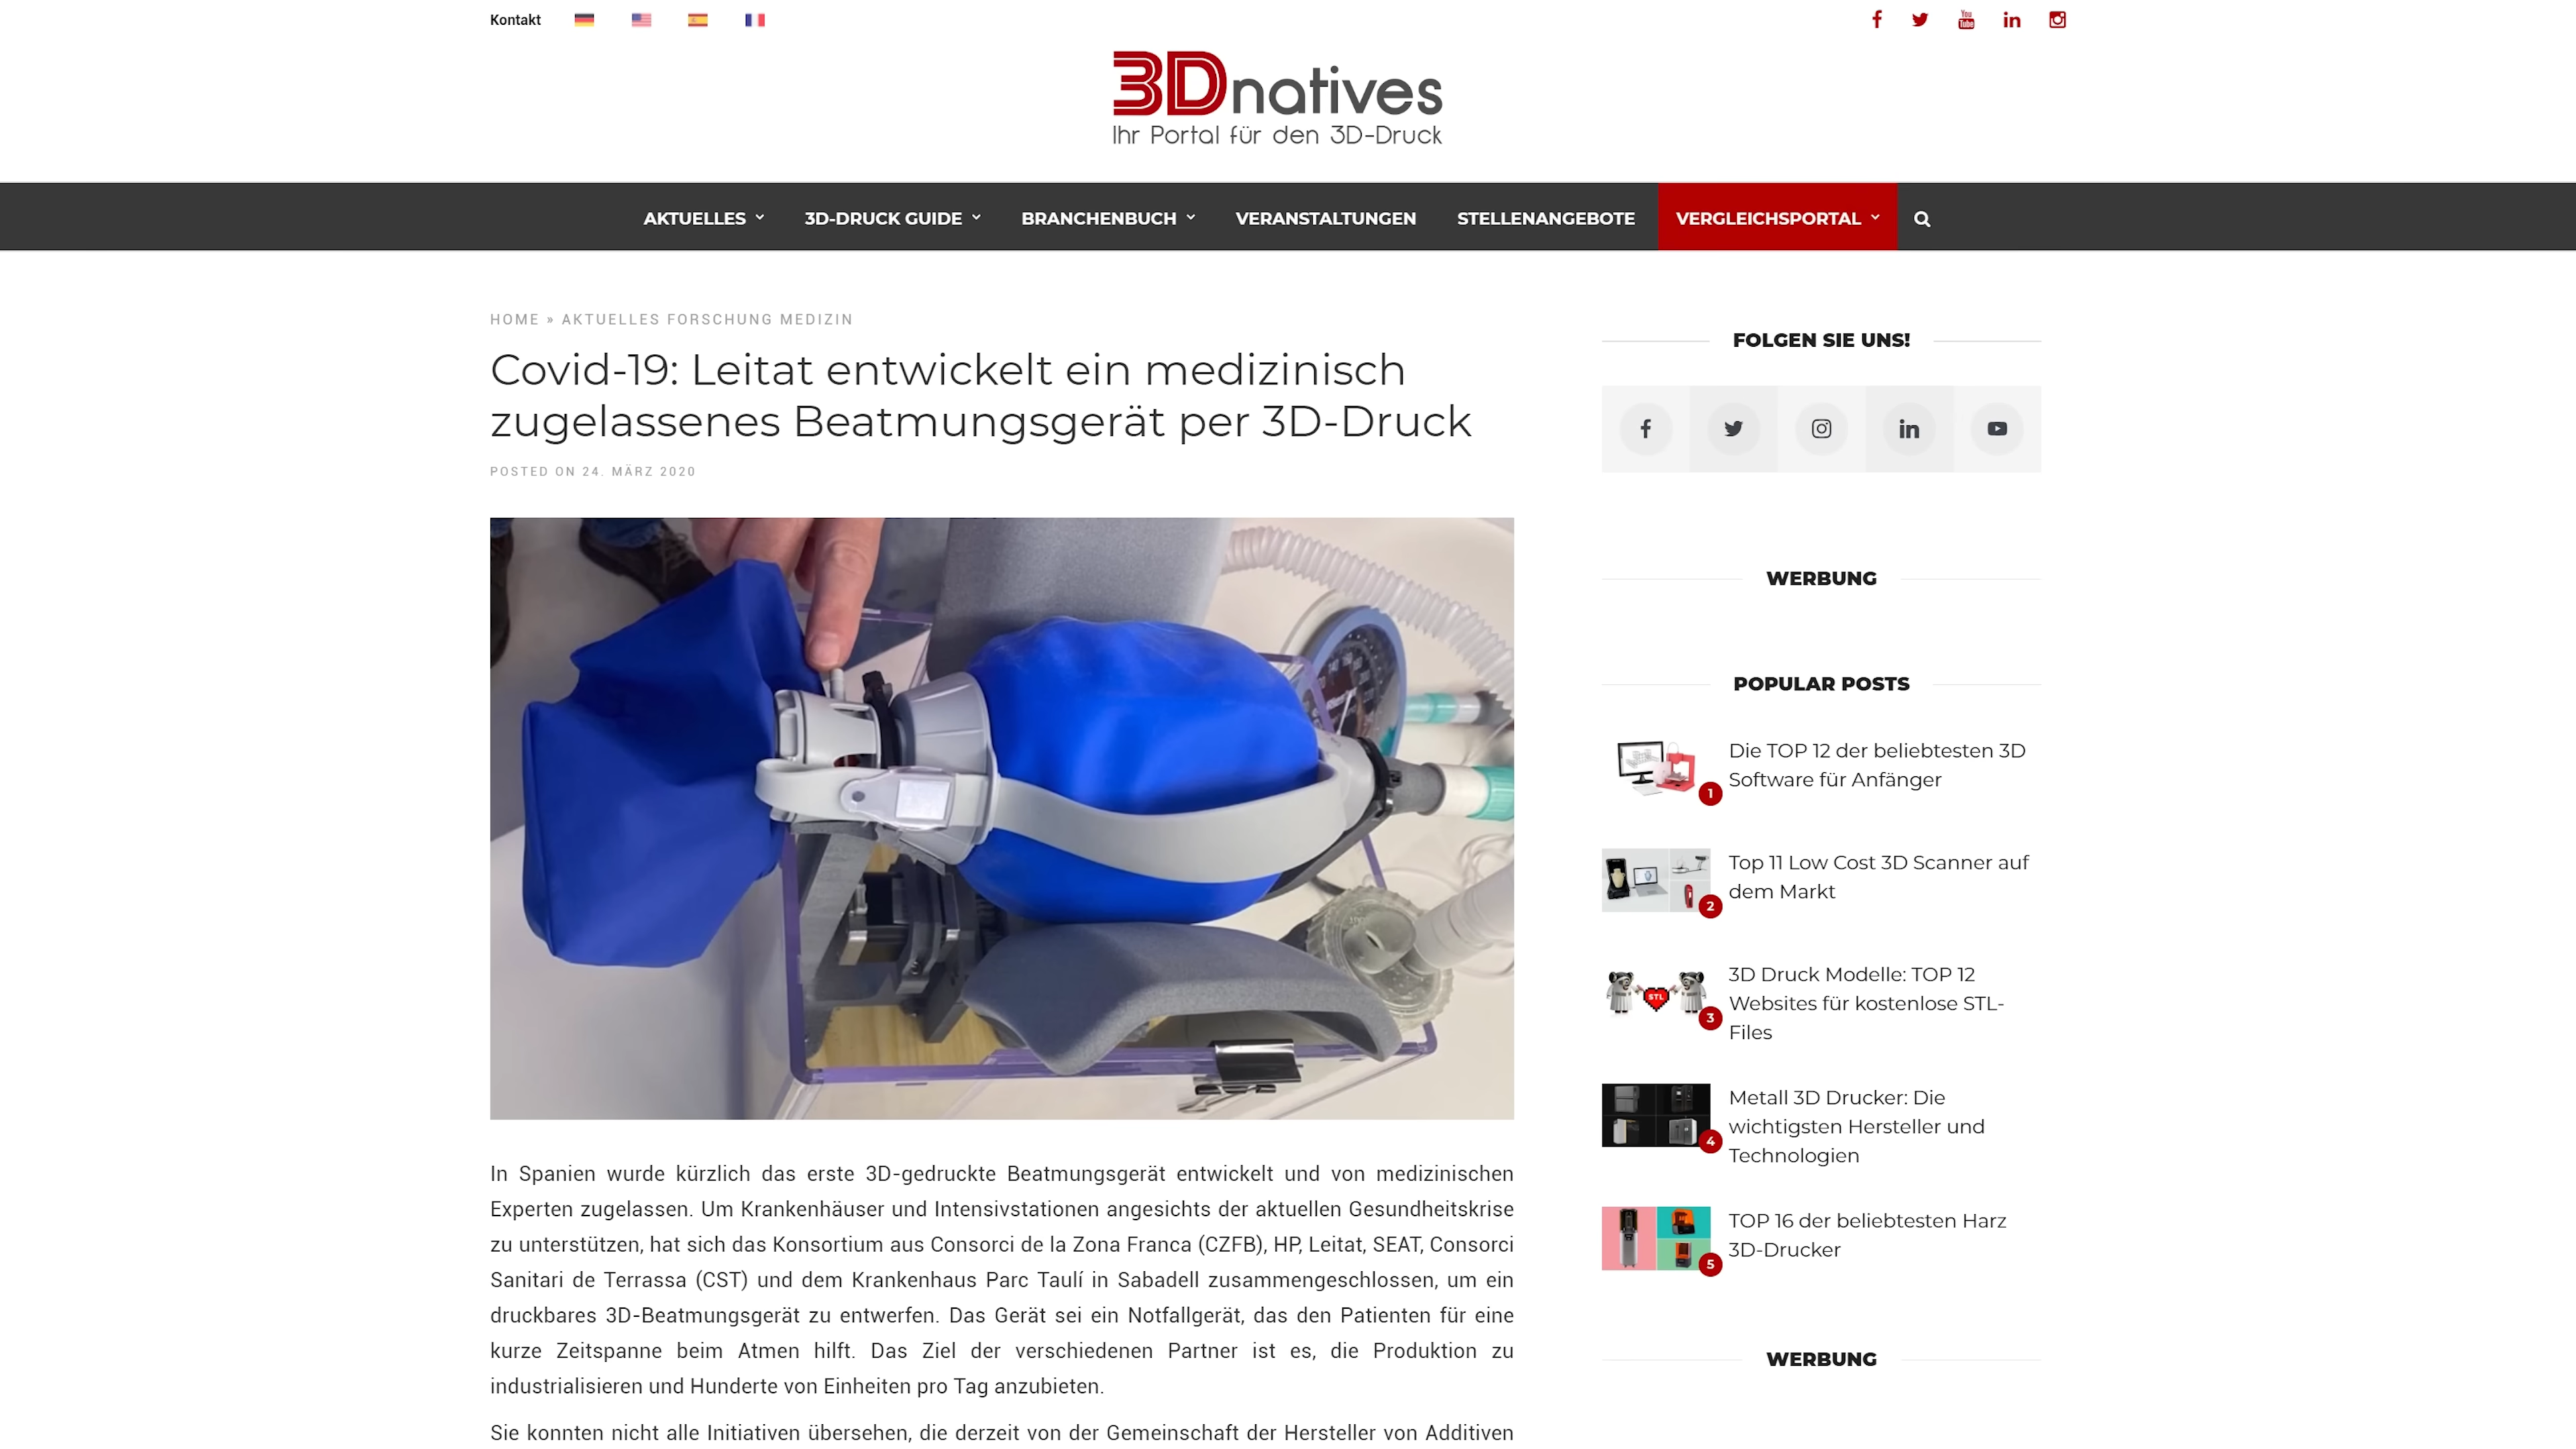 Kontakt
3Dnatives
Ihr Portal für den 3D-Druck
AKTUELLES
3D-DRUCK GUIDE
BRANCHENBUCH
VERANSTALTUNGEN
STELLENANGEBOTE
VERGLEICHSPORTAL
HOME » AKTUELLES FORSCHUNG MEDIZIN
Covid-19: Leitat entwickelt ein medizinisch
zugelassenes Beatmungsgerät per 3D-Druck
POSTED ON 24. MÄRZ 2020
In Spanien wurde kürzlich das erste 3D-gedruckte Beatmungsgerät entwickelt und von medizinischen
Experten zugelassen. Um Krankenhäuser und Intensivstationen angesichts der aktuellen Gesundheitskrise
zu unterstützen, hat sich das Konsortium aus Consorci de la Zona Franca (CZFB), HP, Leitat, SEAT, Consorci
Sanitari de Terrassa (CST) und dem Krankenhaus Parc Taulí in Sabadell zusammengeschlossen, um ein
druckbares 3D-Beatmungsgerät zu entwerfen. Das Gerät sei ein Notfallgerät, das den Patienten für eine
kurze Zeitspanne beim Atmen hilft. Das Ziel der verschiedenen Partner ist es, die Produktion zu
industrialisieren und Hunderte von Einheiten pro Tag anzubieten.
Sie konnten nicht alle Initiativen übersehen, die derzeit von der Gemeinschaft der Hersteller von Additiven
FOLGEN SIE UNS!
WERBUNG
POPULAR POSTS
1
Die TOP 12 der beliebtesten 3D
Software für Anfänger
2
Top 11 Low Cost 3D Scanner auf
dem Markt
STL
3
3D Druck Modelle: TOP 12
Websites für kostenlose STL-
Files
4
Metall 3D Drucker: Die
wichtigsten Hersteller und
Technologien
5
TOP 16 der beliebtesten Harz
3D-Drucker
WERBUNG